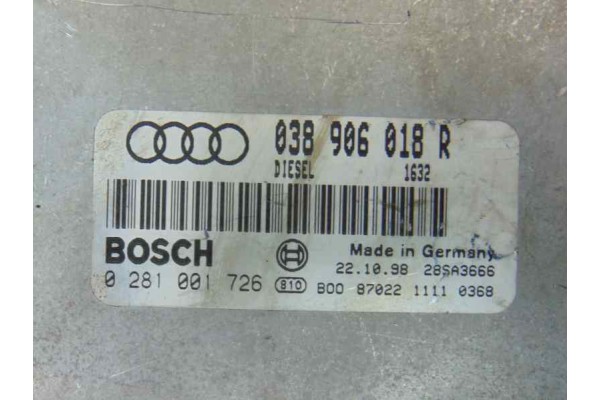 038 906 018 R
DIESEL 1632
BOSCH Made in Germany
22.10.98 28SA3666
0 281 001 726 810 B00 87022 1111 0368